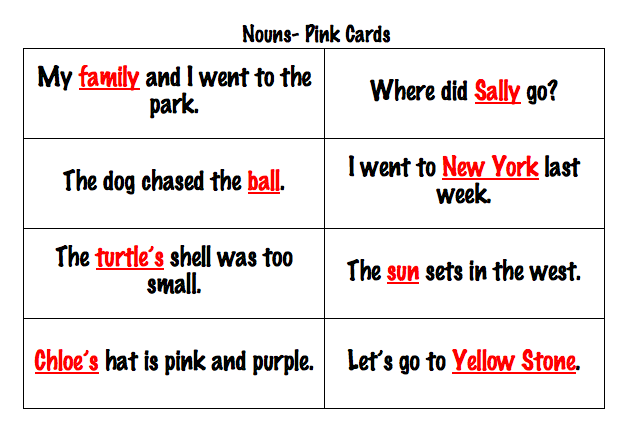 Nouns- Pink Cards
My family and I went to the
park.
Where did Sally go?
The dog chased the ball.
I went to New York last
week.
The turtle's shell was too
small.
The sun sets in the west.
Chloe's hat is pink and purple.
Let's go to Yellow Stone.